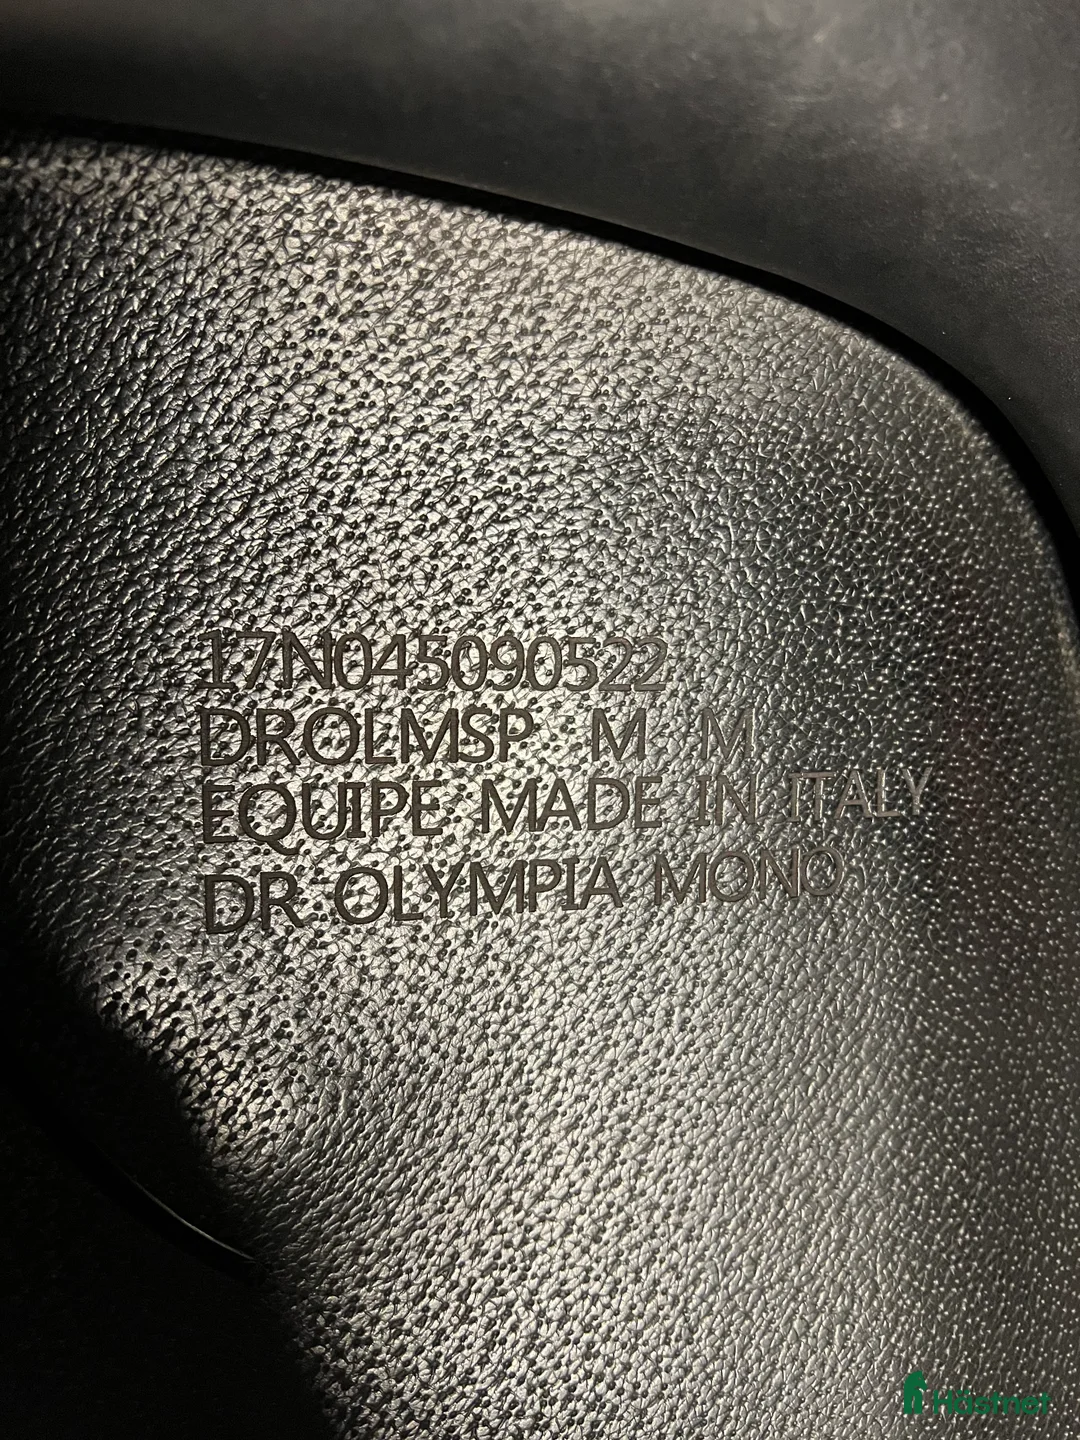 17N045090522
DROLMSP M M
EQUIPE MADE IN ITALY
DR OLYMPIA MONO
Hästnet